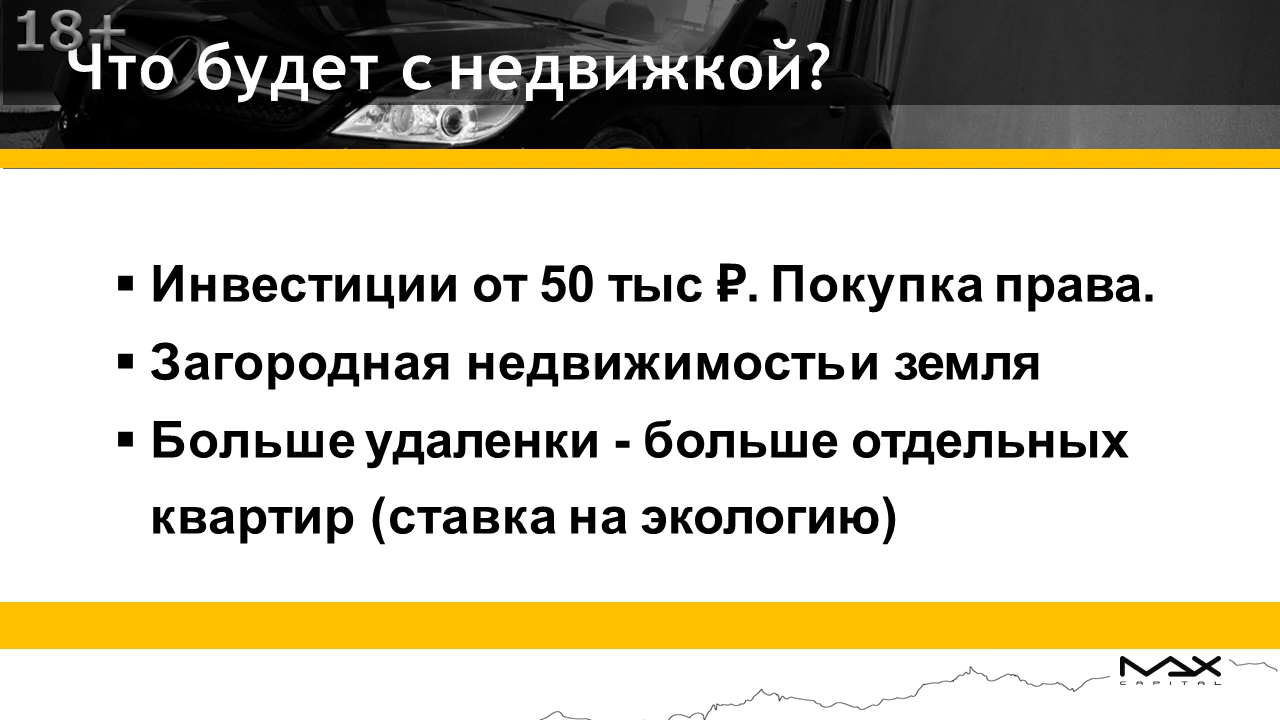 18+
Что будет с недвижкой?
▪ Инвестиции от 50 тыс ₽. Покупка права.
▪ Загородная недвижимость и земля
▪ Больше удаленки - больше отдельных
квартир (ставка на экологию)
MAX
CAPITAL